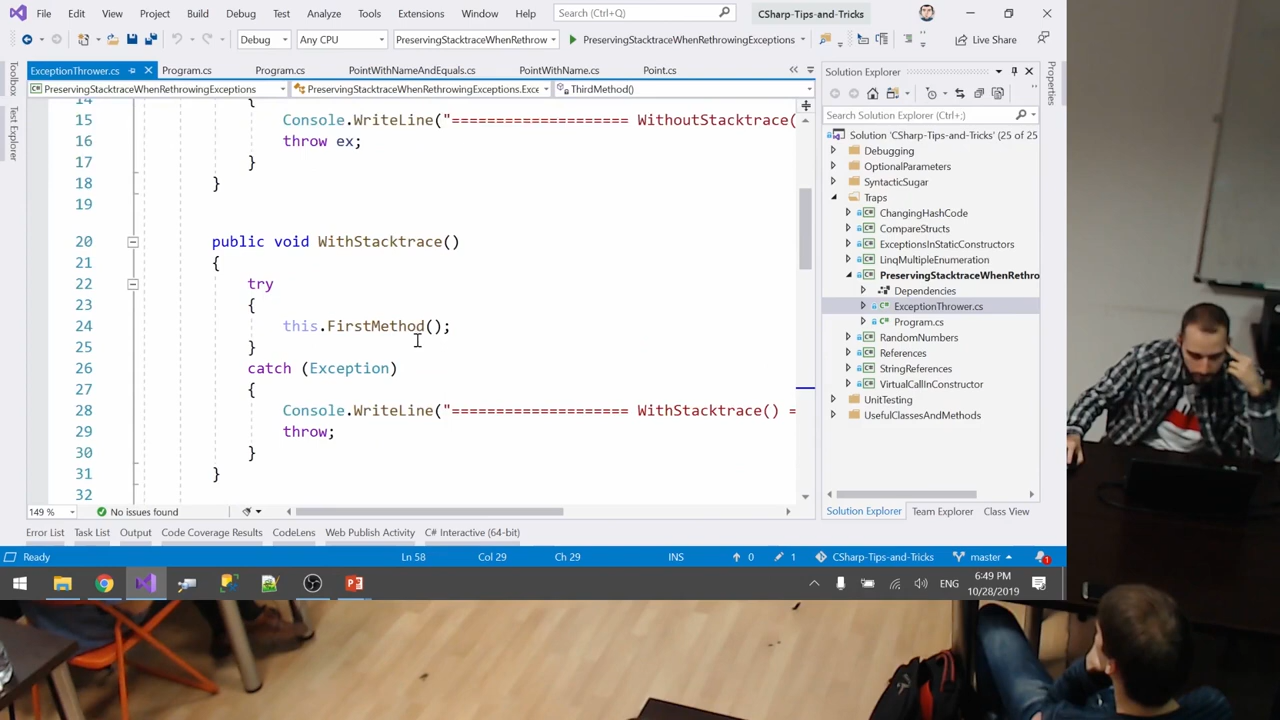 File Edit View Project Build Debug Test Analyze Tools Extensions Window Help Search (Ctrl+Q) CSharp-Tips-and-Tricks
Debug Any CPU PreservingStacktraceWhenRethrow PreservingStacktraceWhenRethrowingExceptions Live Share
Toolbox
Test Explorer
ExceptionThrower.cs Program.cs Program.cs PointWithNameAndEquals.cs PointWithName.cs Point.cs
PreservingStacktraceWhenRethrowingExceptions PreservingStacktraceWhenRethrowingExceptions.Exce ThirdMethod()
14 {
15 Console.WriteLine("==================== WithoutStacktrace(
16 throw ex;
17 }
18 }
19
20 public void WithStacktrace()
21 {
22 try
23 {
24 this.FirstMethod();
25 }
26 catch (Exception)
27 {
28 Console.WriteLine("==================== WithStacktrace() =
29 throw;
30 }
31 }
32
149 % No issues found
Solution Explorer
Search Solution Explorer (Ctrl+;)
Solution 'CSharp-Tips-and-Tricks' (25 of 25
Debugging
OptionalParameters
SyntacticSugar
Traps
ChangingHashCode
CompareStructs
ExceptionsInStaticConstructors
LinqMultipleEnumeration
PreservingStacktraceWhenRethro
Dependencies
ExceptionThrower.cs
Program.cs
RandomNumbers
References
StringReferences
VirtualCallInConstructor
UnitTesting
UsefulClassesAndMethods
Solution Explorer Team Explorer Class View
Properties
Error List Task List Output Code Coverage Results CodeLens Web Publish Activity C# Interactive (64-bit)
Ready Ln 58 Col 29 Ch 29 INS 0 1 CSharp-Tips-and-Tricks master 1
ENG 6:49 PM
10/28/2019